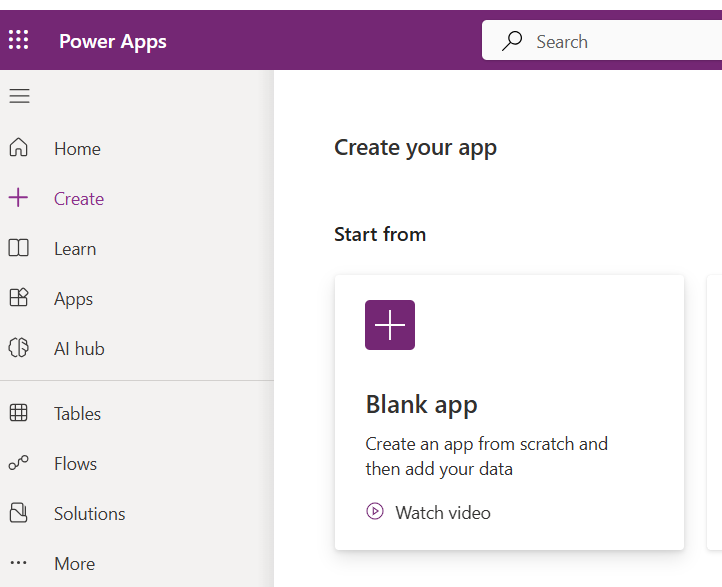 Power Apps
Search
Home
Create
Learn
Apps
AI hub
Tables
Flows
Solutions
More
Create your app
Start from
Blank app
Create an app from scratch and
then add your data
Watch video